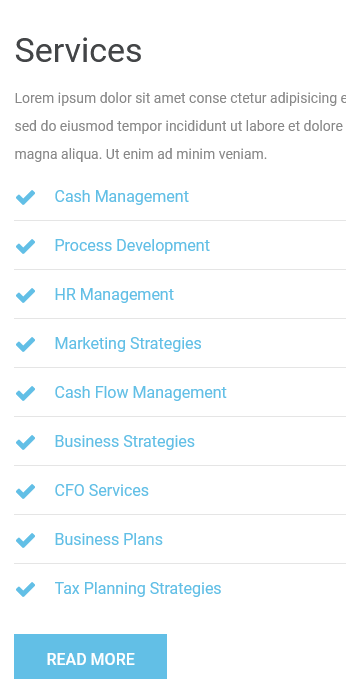 Services
Lorem ipsum dolor sit amet conse ctetur adipisicing
sed do eiusmod tempor incididunt ut labore et dolore
magna aliqua. Ut enim ad minim veniam.
Cash Management
Process Development
HR Management
Marketing Strategies
Cash Flow Management
Business Strategies
CFO Services
Business Plans
Tax Planning Strategies
READ MORE